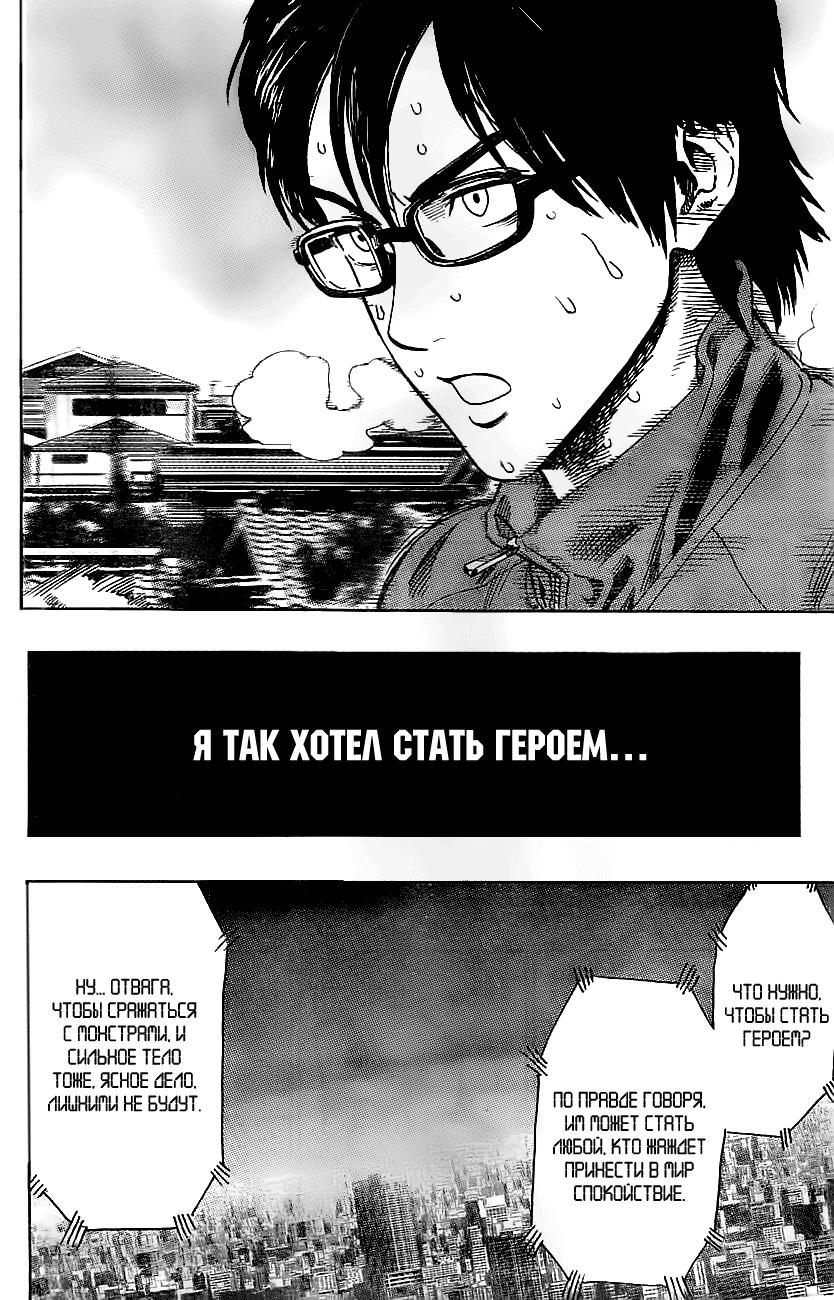 Я ТАК ХОТЕЛ СТАТЬ ГЕРОЕМ...
ЧТО НУЖНО,
ЧТОБЫ СТАТЬ
ГЕРОЕМ?
ПО ПРАВДЕ ГОВОРЯ,
ИМ МОЖЕТ СТАТЬ
ЛЮБОЙ, КТО ЖАЖДЕТ
ПРИНЕСТИ В МИР
СПОКОЙСТВИЕ.
НУ... ОТВАГА,
ЧТОБЫ СРАЖАТЬСЯ
С МОНСТРАМИ, И
СИЛЬНОЕ ТЕЛО
ТОЖЕ, ЯСНОЕ ДЕЛО,
ЛИШНИМИ НЕ БУДУТ.